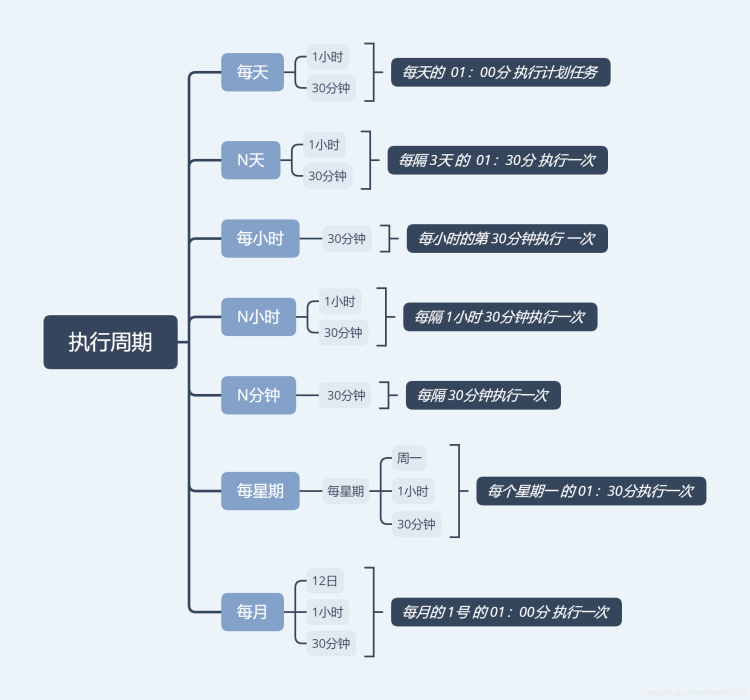 执行周期
每天
1小时
30分钟
每天的 01：00分 执行计划任务
N天
1小时
30分钟
每隔 3天 的 01：30分 执行一次
每小时
30分钟
每小时的第 30分钟执行 一次
N小时
1小时
30分钟
每隔 1小时 30分钟执行一次
N分钟
30分钟
每隔 30分钟执行一次
每星期
每星期
周一
1小时
30分钟
每个星期一 的 01：30分执行一次
每月
12日
1小时
30分钟
每月的 1号 的 01：00分 执行一次